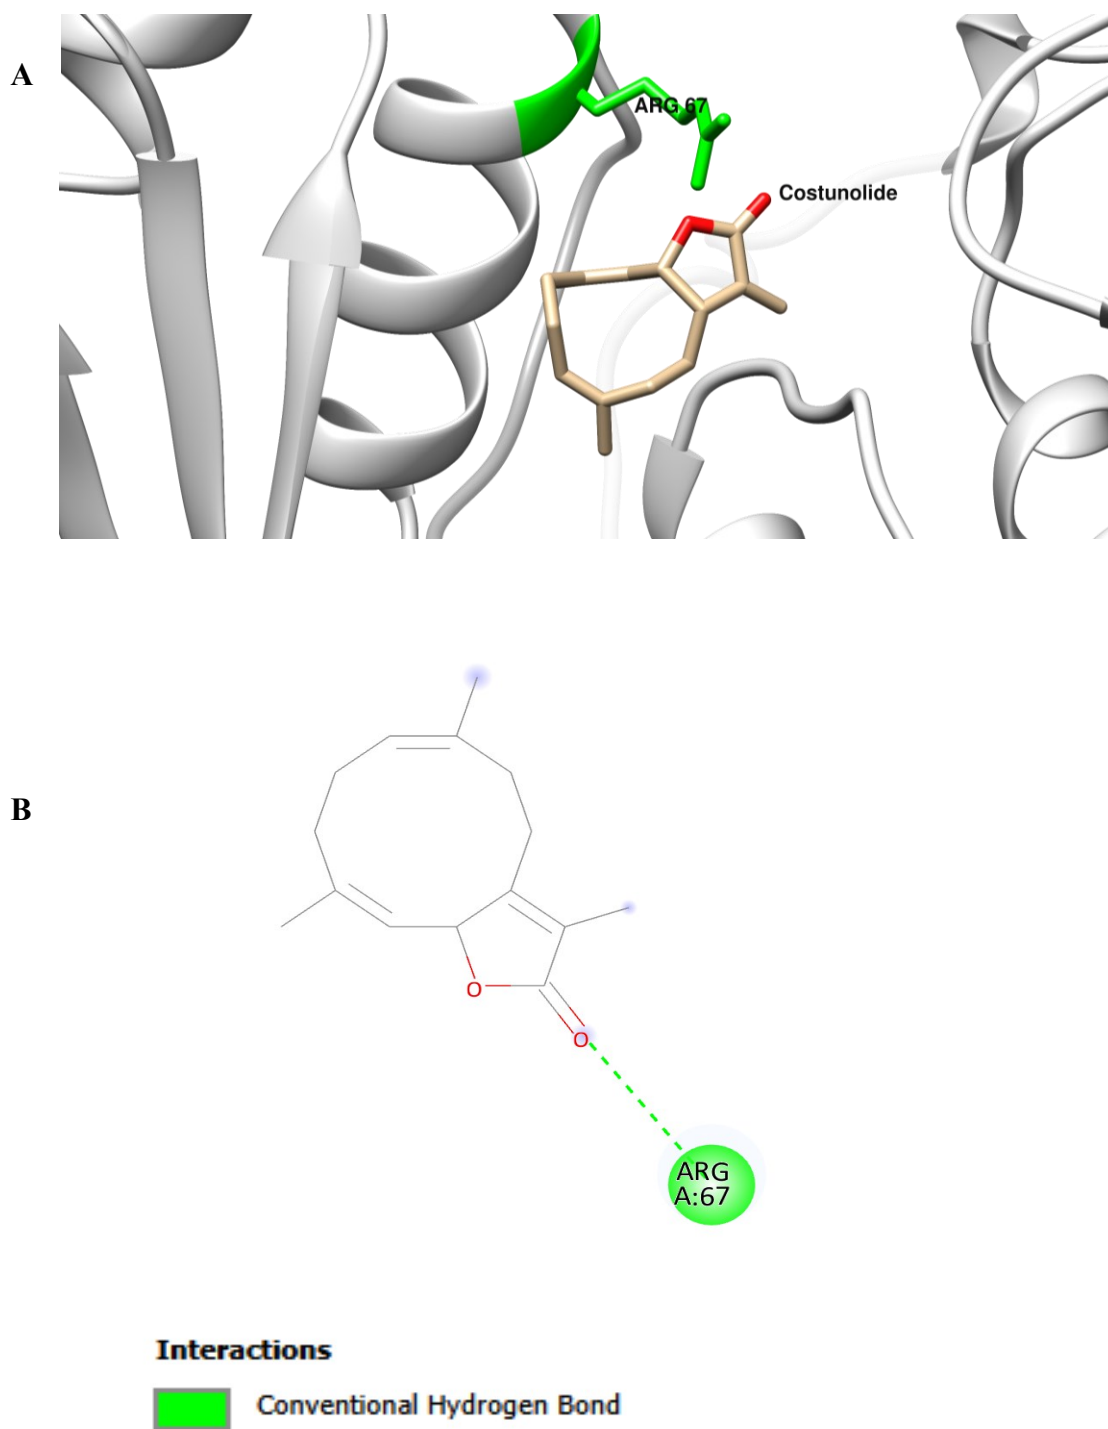 A
ARG 67
Costunolide
B
O
O
ARG
A:67
Interactions
Conventional Hydrogen Bond